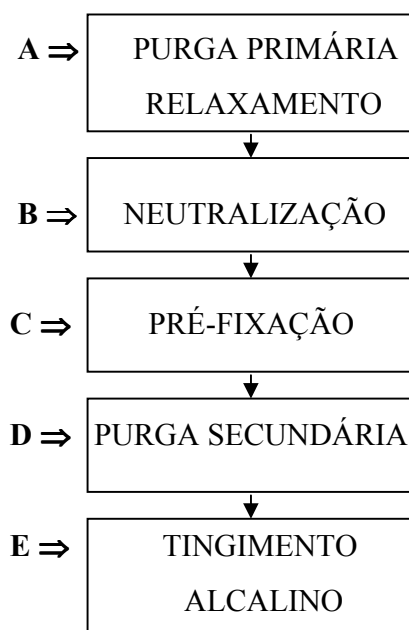 A ⇒ PURGA PRIMÁRIA
RELAXAMENTO
B ⇒ NEUTRALIZAÇÃO
C ⇒ PRÉ-FIXAÇÃO
D ⇒ PURGA SECUNDÁRIA
E ⇒ TINGIMENTO
ALCALINO